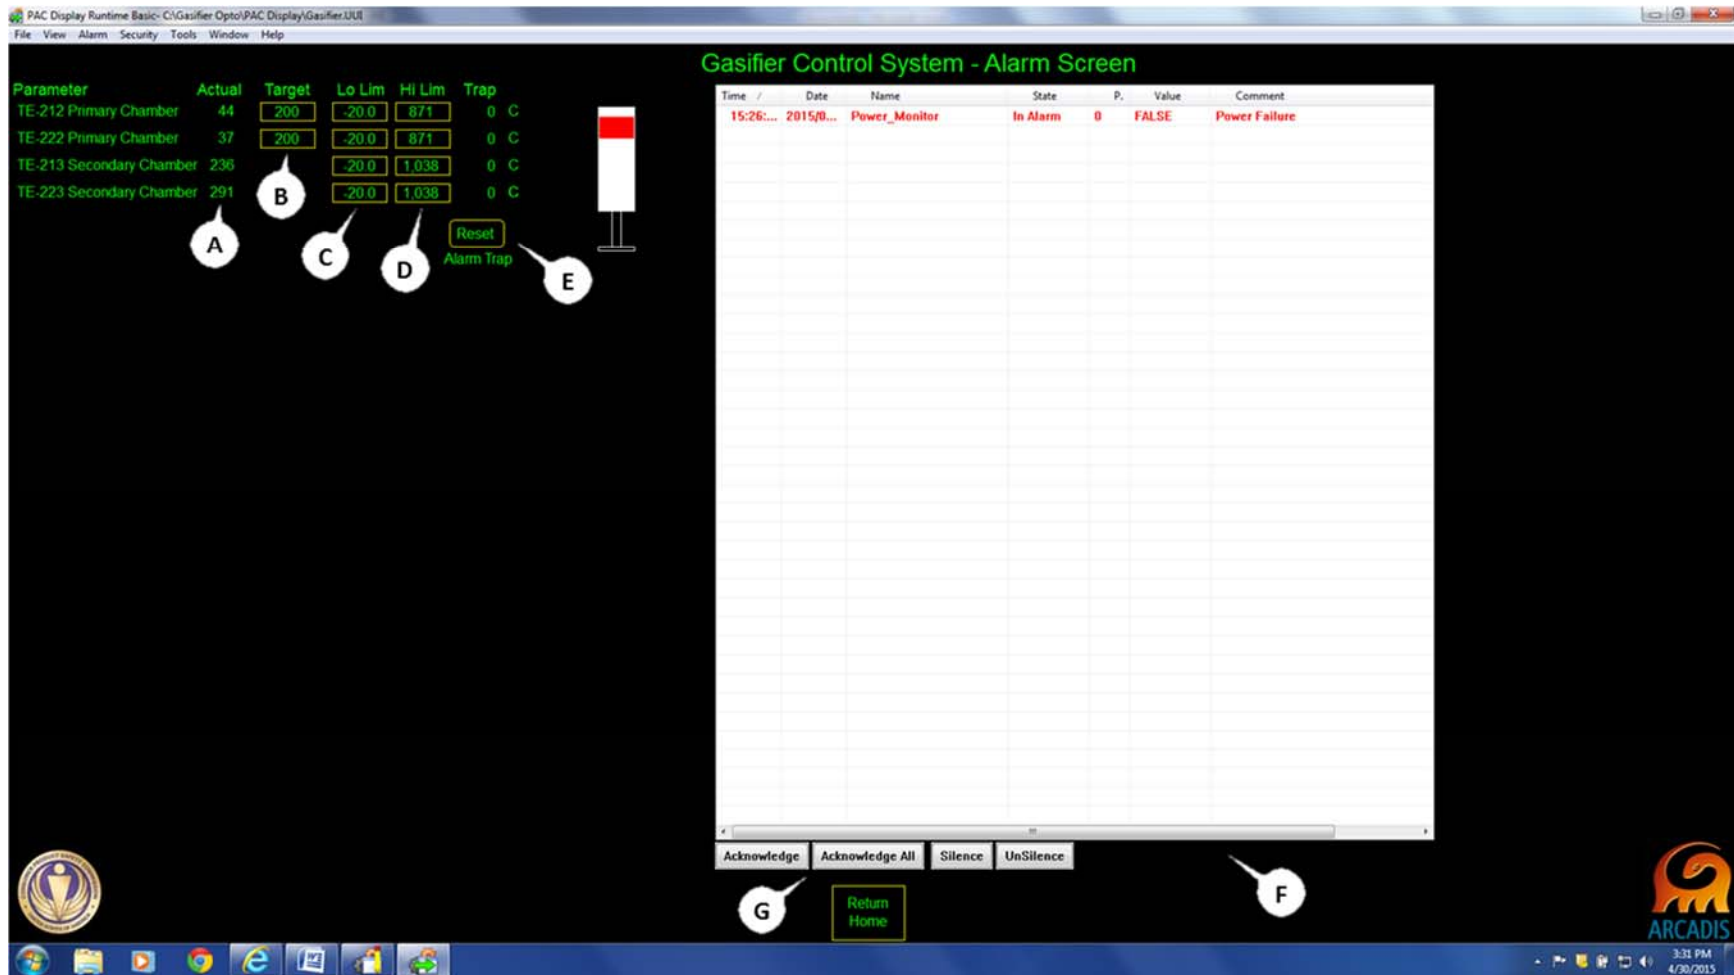 PAC Display Runtime Basic- C:\Gasifier Opto\PAC Display\Gasifier.UUI
File View Alarm Security Tools Window Help
Gasifier Control System - Alarm Screen
Parameter Actual Target Lo Lim Hi Lim Trap
TE-212 Primary Chamber 44 200 -20.0 871 0 C
TE-222 Primary Chamber 37 200 -20.0 871 0 C
TE-213 Secondary Chamber 236 -20.0 1,038 0 C
TE-223 Secondary Chamber 291 -20.0 1,038 0 C
A
B
C
D
E
Reset
Alarm Trap
Time / Date Name State P. Value Comment
15:26:... 2015/0... Power_Monitor In Alarm 0 FALSE Power Failure
Acknowledge Acknowledge All Silence UnSilence
F
G
Return
Home
ARCADIS
3:31 PM
4/30/2015